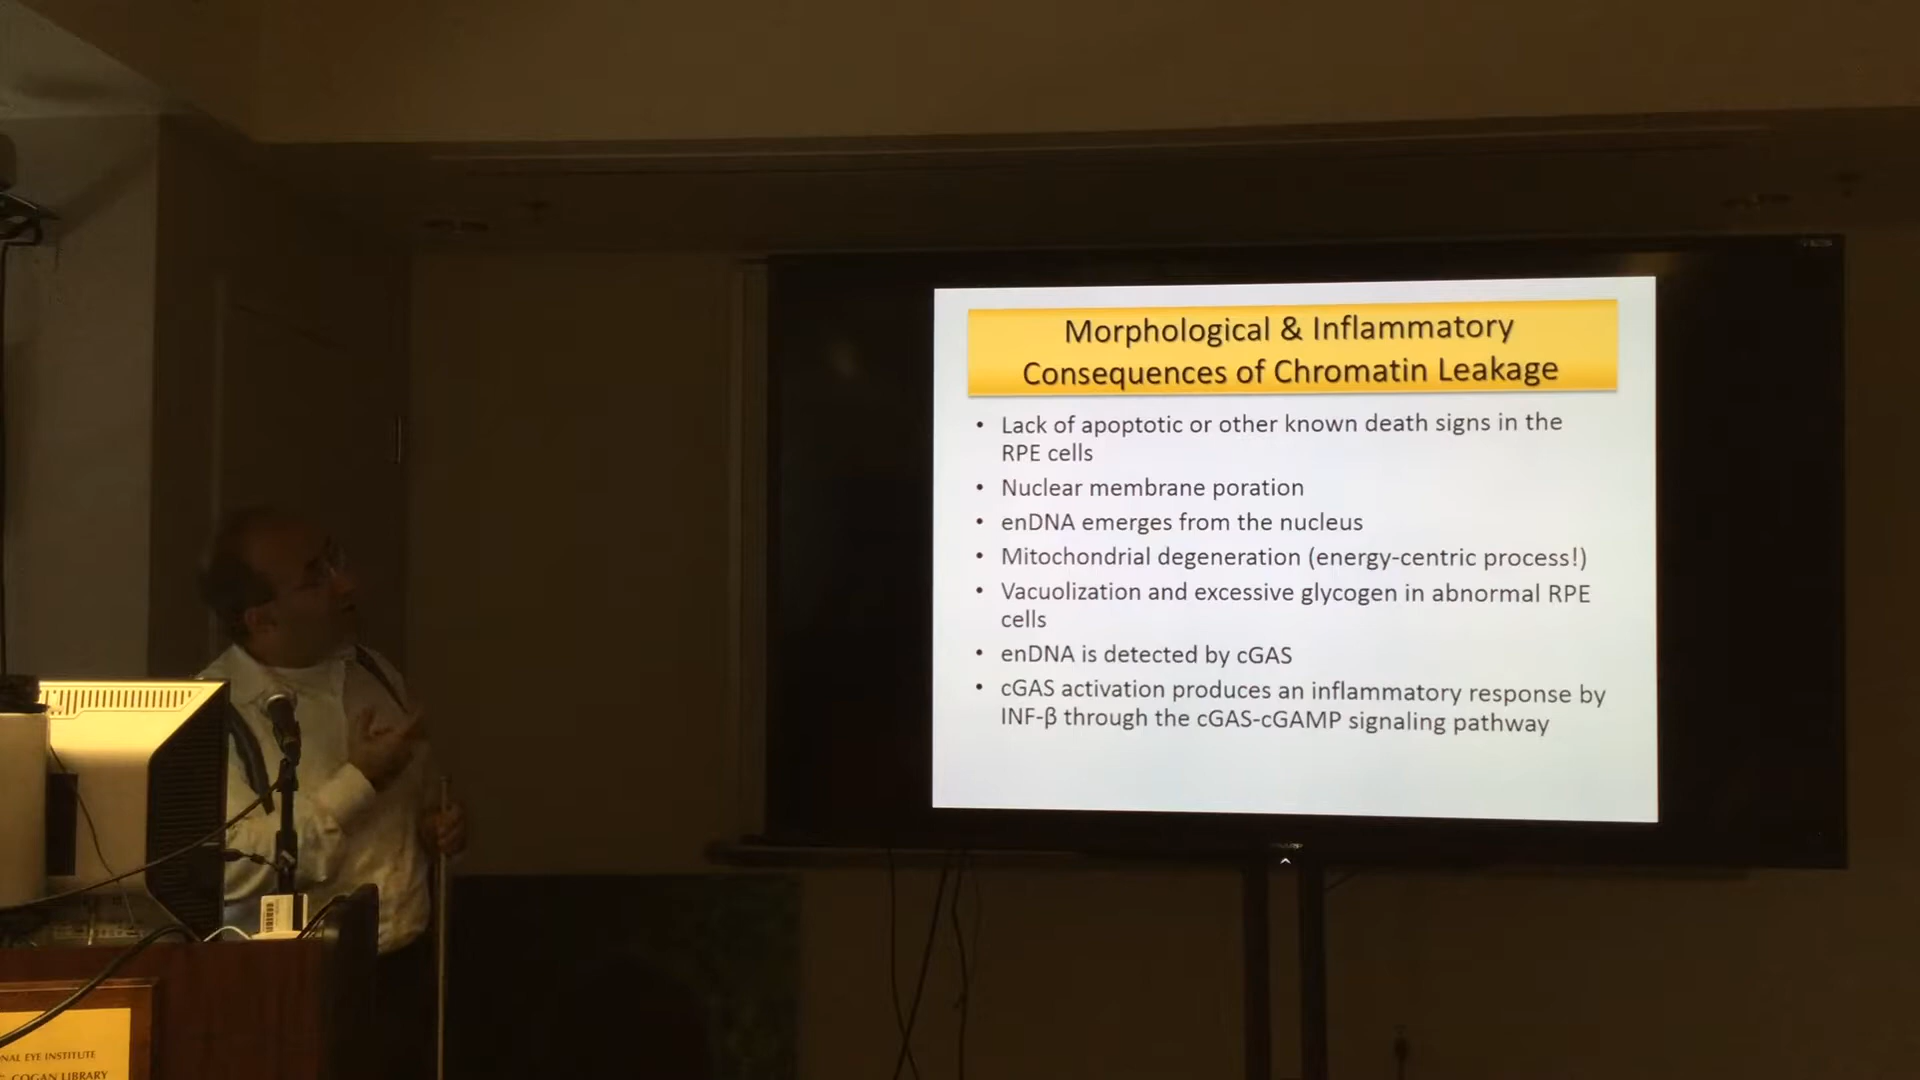 Morphological & Inflammatory
Consequences of Chromatin Leakage
• Lack of apoptotic or other known death signs in the
RPE cells
• Nuclear membrane poration
• enDNA emerges from the nucleus
• Mitochondrial degeneration (energy-centric process!)
• Vacuolization and excessive glycogen in abnormal RPE
cells
• enDNA is detected by cGAS
• cGAS activation produces an inflammatory response by
INF-β through the cGAS-cGAMP signaling pathway
NAL EYE INSTITUTE
COGAN LIBRARY